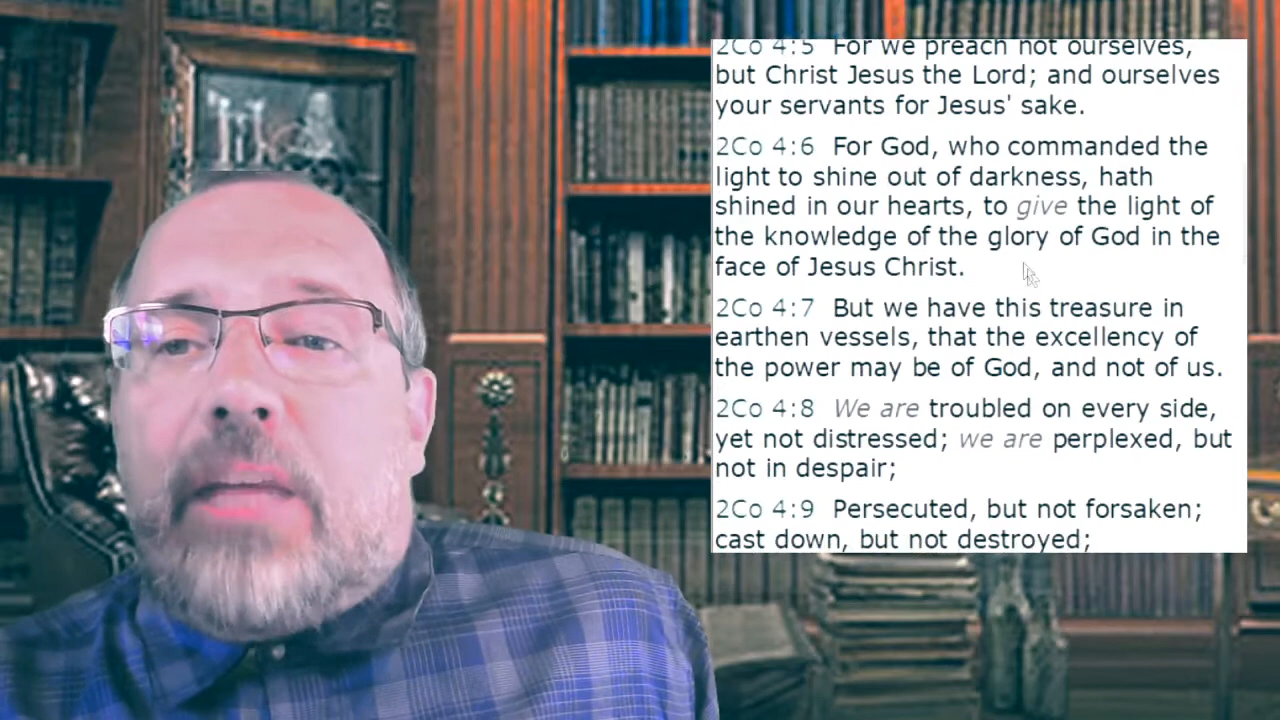 2Co 4:5 For we preach not ourselves,
but Christ Jesus the Lord; and ourselves
your servants for Jesus' sake.
2Co 4:6 For God, who commanded the
light to shine out of darkness, hath
shined in our hearts, to give the light of
the knowledge of the glory of God in the
face of Jesus Christ.
2Co 4:7 But we have this treasure in
earthen vessels, that the excellency of
the power may be of God, and not of us.
2Co 4:8 We are troubled on every side,
yet not distressed; we are perplexed, but
not in despair;
2Co 4:9 Persecuted, but not forsaken;
cast down, but not destroyed;